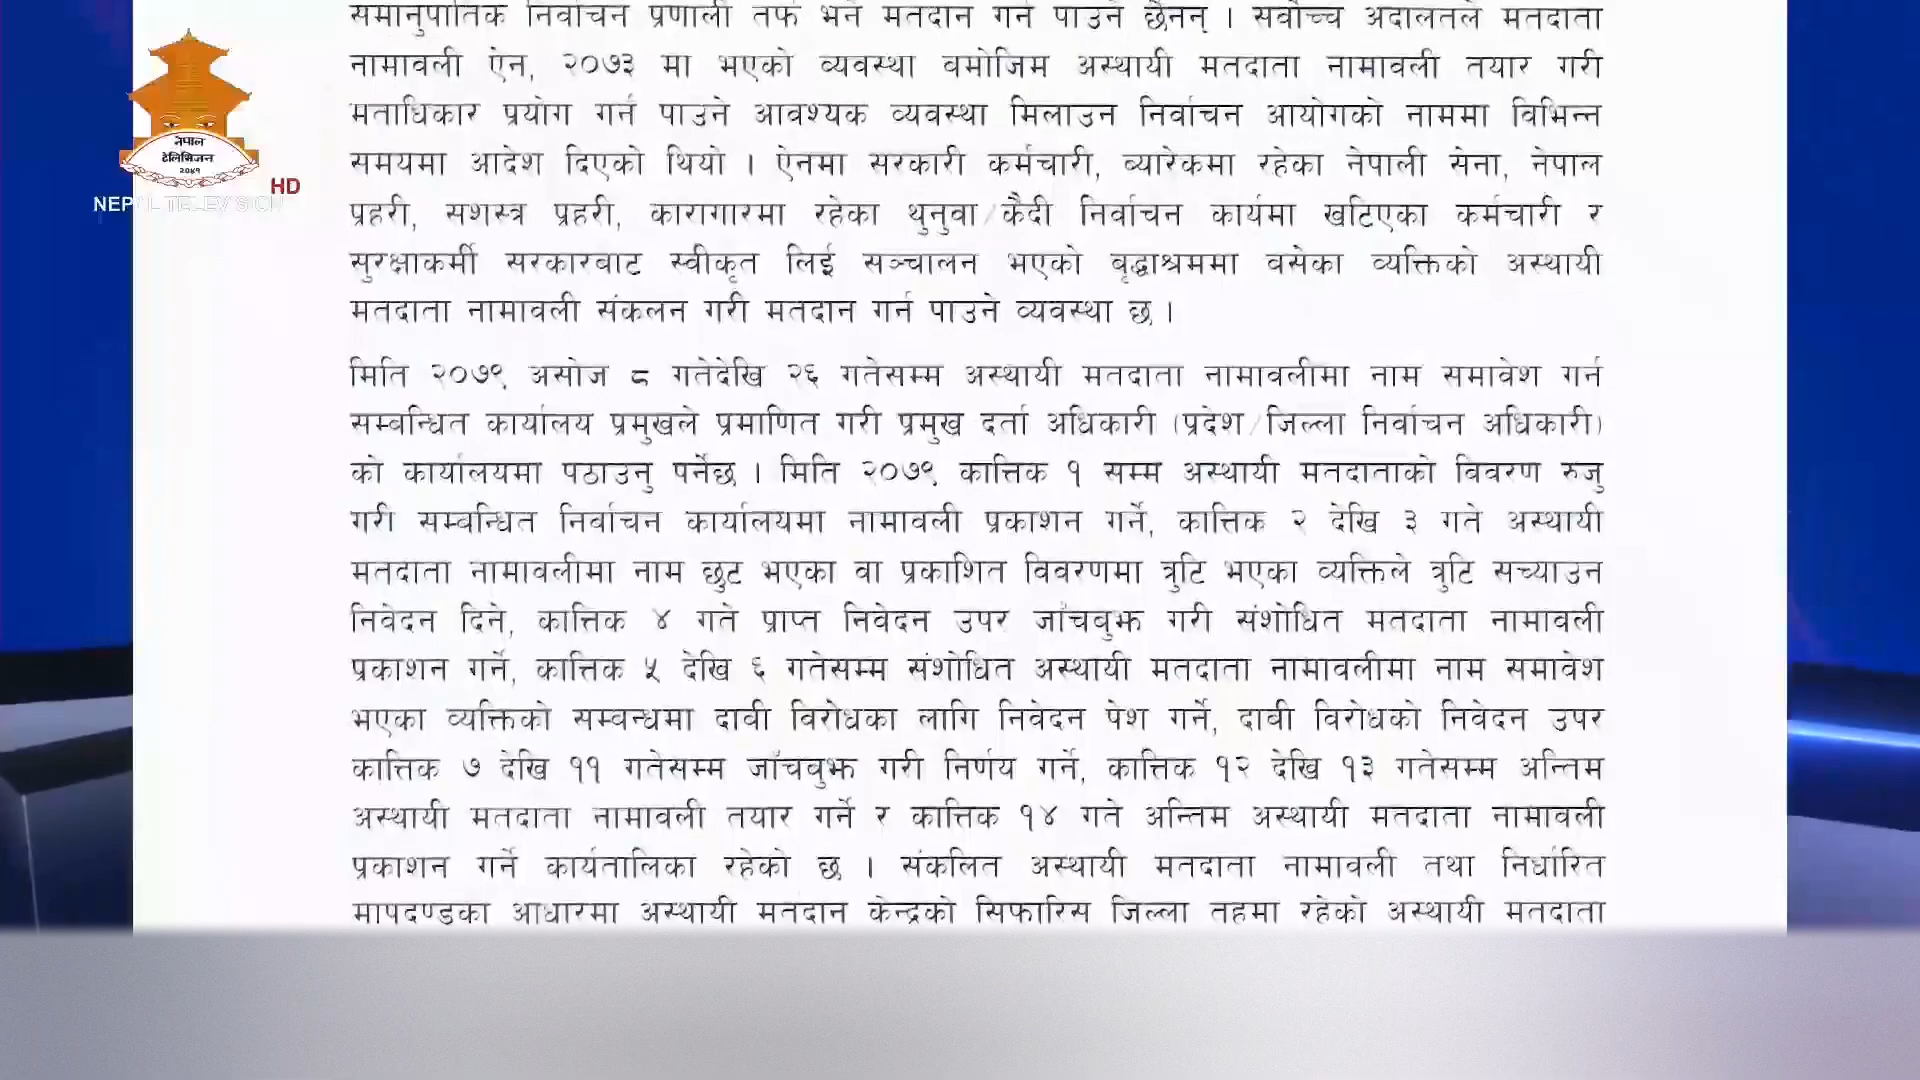 नेपाल
टेलिभिजन
२०४१
HD
NEPAL TELEVISION
समानुपातिक निर्वाचन प्रणाली तर्फ भने मतदान गर्न पाउने छैनन् । सर्वोच्च अदालतले मतदाता
नामावली ऐन, २०७३ मा भएको व्यवस्था बमोजिम अस्थायी मतदाता नामावली तयार गरी
मताधिकार प्रयोग गर्न पाउने आवश्यक व्यवस्था मिलाउन निर्वाचन आयोगको नाममा विभिन्न
समयमा आदेश दिएको थियो । ऐनमा सरकारी कर्मचारी, ब्यारेकमा रहेका नेपाली सेना, नेपाल
प्रहरी, सशस्त्र प्रहरी, कारागारमा रहेका थुनुवा/कैदी निर्वाचन कार्यमा खटिएका कर्मचारी र
सुरक्षाकर्मी सरकारबाट स्वीकृत लिई सञ्चालन भएको बृद्धाश्रममा बसेका व्यक्तिको अस्थायी
मतदाता नामावली संकलन गरी मतदान गर्न पाउने व्यवस्था छ ।
मिति २०७९ असोज ८ गतेदेखि २६ गतेसम्म अस्थायी मतदाता नामावलीमा नाम समावेश गर्न
सम्बन्धित कार्यालय प्रमुखले प्रमाणित गरी प्रमुख दर्ता अधिकारी (प्रदेश/जिल्ला निर्वाचन अधिकारी)
को कार्यालयमा पठाउनु पर्नेछ । मिति २०७९ कात्तिक १ सम्म अस्थायी मतदाताको विवरण रुजु
गरी सम्बन्धित निर्वाचन कार्यालयमा नामावली प्रकाशन गर्ने, कात्तिक २ देखि ३ गते अस्थायी
मतदाता नामावलीमा नाम छुट भएका वा प्रकाशित विवरणमा त्रुटि भएका व्यक्तिले त्रुटि सच्याउन
निवेदन दिने, कात्तिक ४ गते प्राप्त निवेदन उपर जाँचबुझ गरी संशोधित मतदाता नामावली
प्रकाशन गर्ने, कात्तिक ५ देखि ६ गतेसम्म संशोधित अस्थायी मतदाता नामावलीमा नाम समावेश
भएका व्यक्तिको सम्बन्धमा दावी विरोधका लागि निवेदन पेश गर्ने, दावी विरोधको निवेदन उपर
कात्तिक ७ देखि ११ गतेसम्म जाँचबुझ गरी निर्णय गर्ने, कात्तिक १२ देखि १३ गतेसम्म अन्तिम
अस्थायी मतदाता नामावली तयार गर्ने र कात्तिक १४ गते अन्तिम अस्थायी मतदाता नामावली
प्रकाशन गर्ने कार्यतालिका रहेको छ । संकलित अस्थायी मतदाता नामावली तथा निर्धारित
मापदण्डका आधारमा अस्थायी मतदान केन्द्रको सिफारिस जिल्ला तहमा रहेको अस्थायी मतदाता